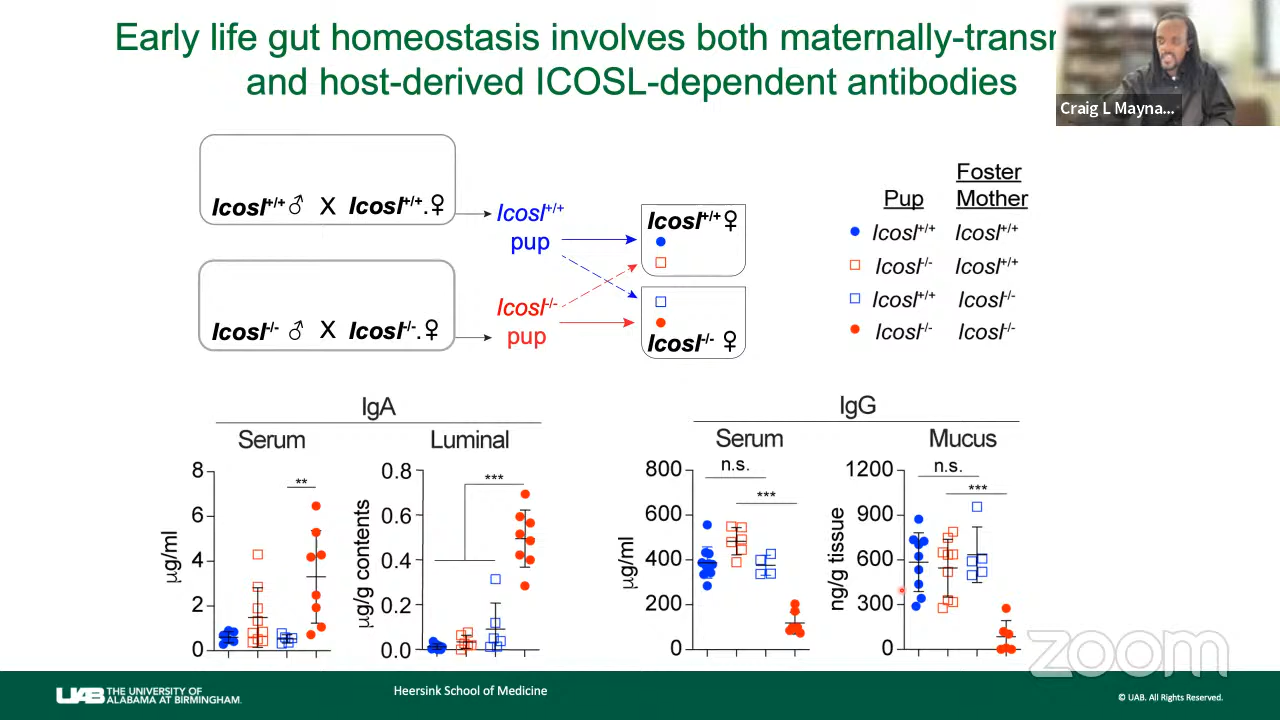 Early life gut homeostasis involves both maternally-transm
and host-derived ICOSL-dependent antibodies
Craig L Mayna...
Icosl+/+ ♂ X Icosl+/+.♀
Icosl+/+
pup
Icosl+/+ ♀
Icosl-/- ♂ X Icosl-/-.♀
Icosl-/-
pup
Icosl-/- ♀
Foster
Pup Mother
Icosl+/+ Icosl+/+
Icosl-/- Icosl+/+
Icosl+/+ Icosl-/-
Icosl-/- Icosl-/-
IgA
Serum
8
6
4
2
0
μg/ml
**
Luminal
0.8
0.6
0.4
0.2
0.0
μg/g contents
***
IgG
Serum
800
600
400
200
0
μg/ml
n.s.
***
Mucus
1200
900
600
300
0
ng/g tissue
n.s.
***
zoom
UAB THE UNIVERSITY OF
ALABAMA AT BIRMINGHAM.
Heersink School of Medicine
© UAB. All Rights Reserved.